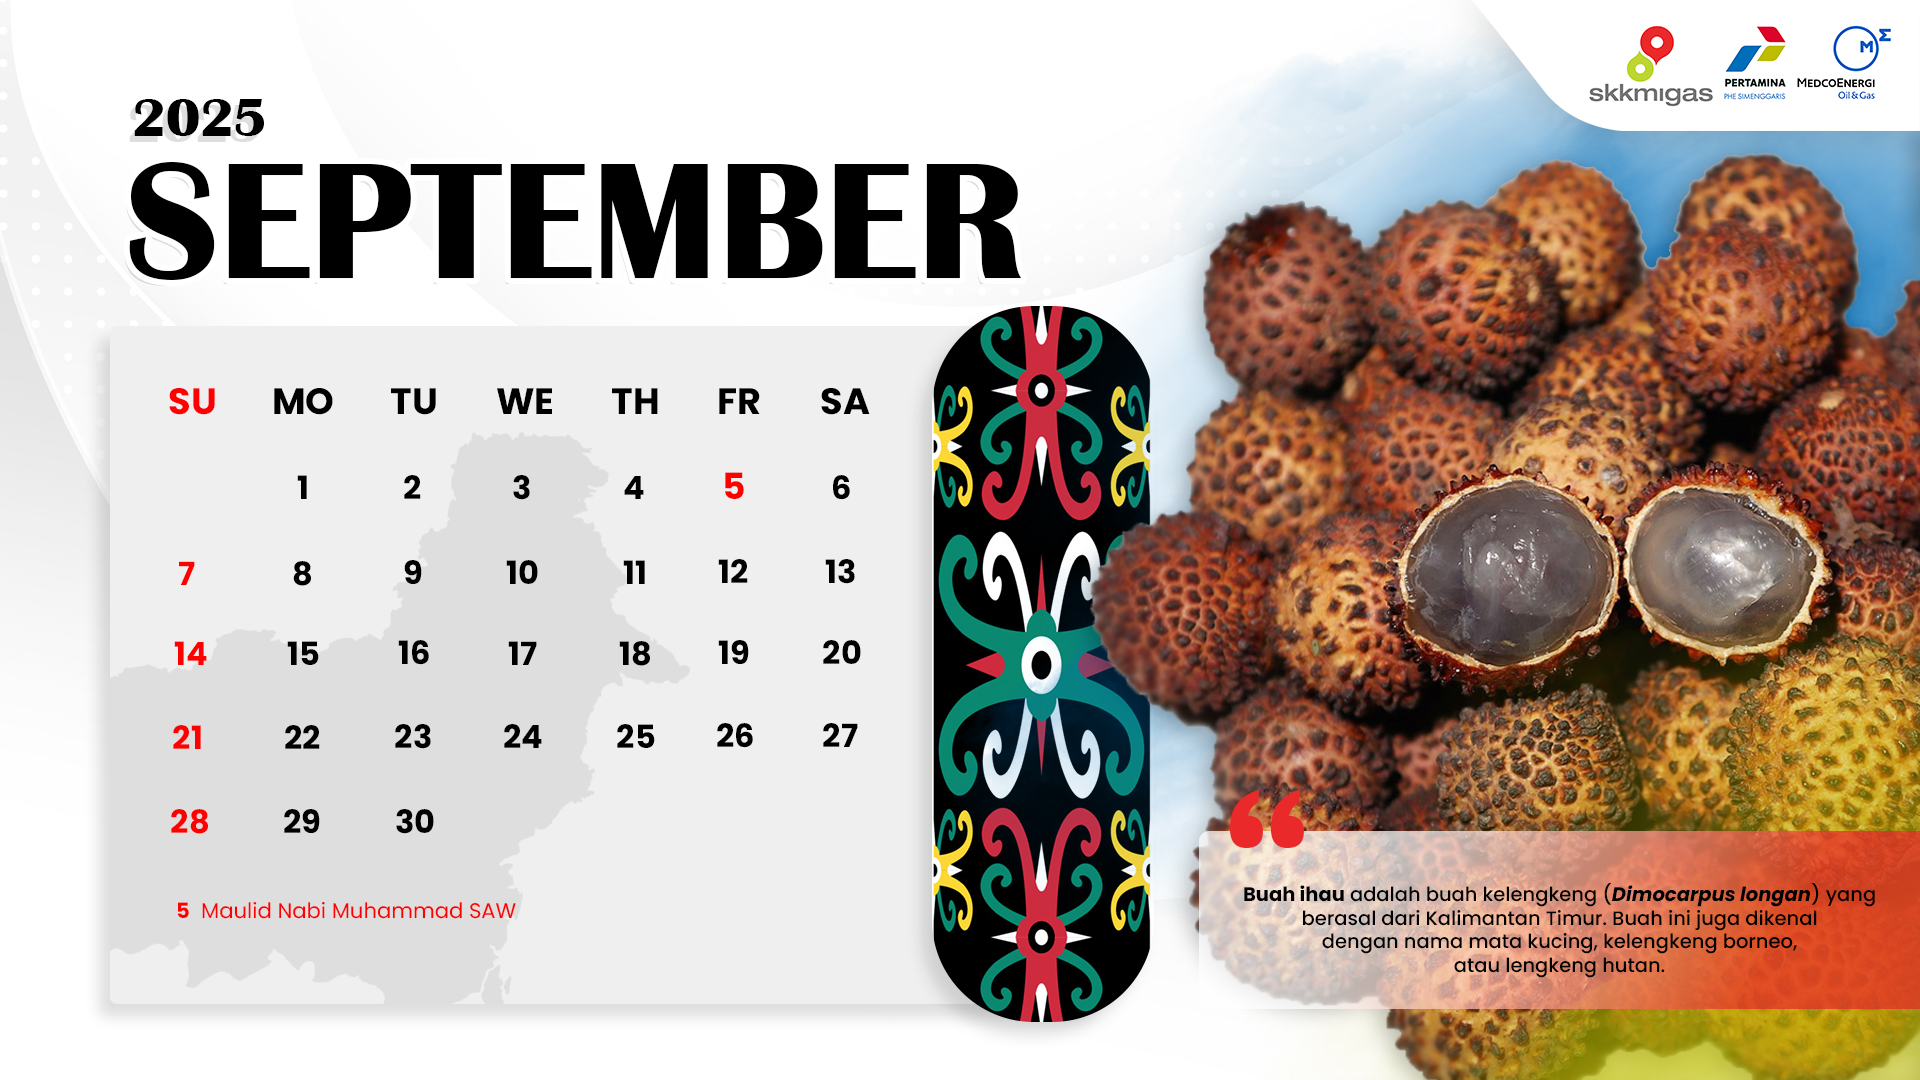 skkmigas
PERTAMINA
PHE SIMENGGARIS
MEDCOENERGI
Oil & Gas
2025
SEPTEMBER
SU MO TU WE TH FR SA
1 2 3 4 5 6
7 8 9 10 11 12 13
14 15 16 17 18 19 20
21 22 23 24 25 26 27
28 29 30
5 Maulid Nabi Muhammad SAW
“
Buah ihau adalah buah kelengkeng (Dimocarpus longan) yang
berasal dari Kalimantan Timur. Buah ini juga dikenal
dengan nama mata kucing, kelengkeng borneo,
atau lengkeng hutan.